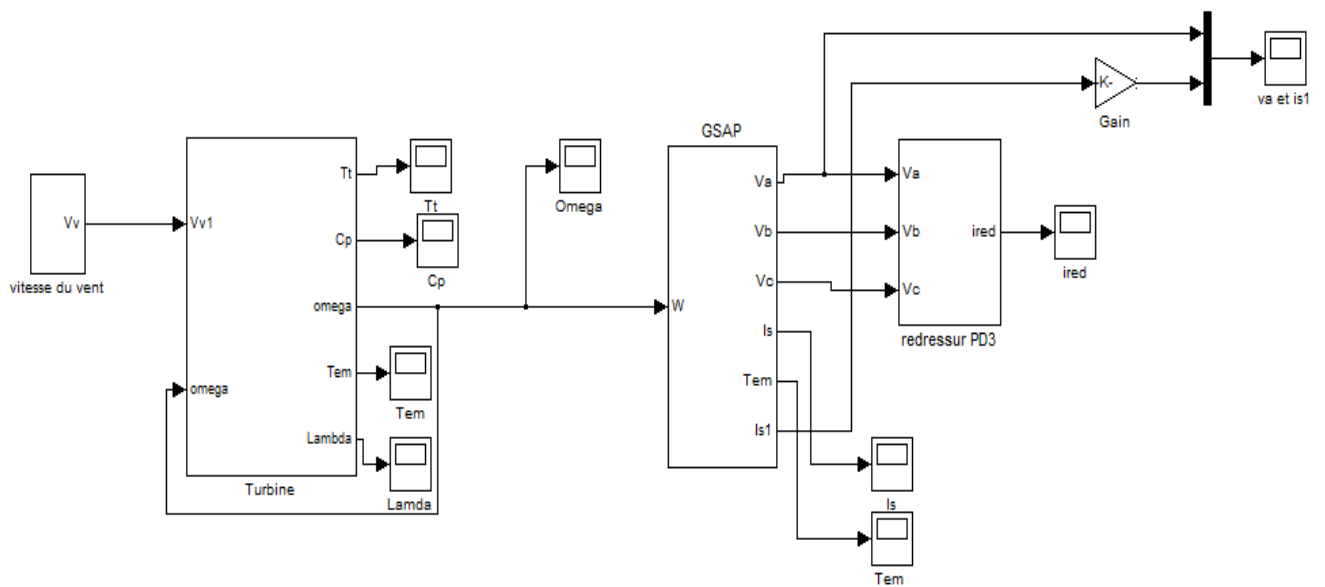 Vv
vitesse du vent
Vv1
omega
Tt
Cp
omega
Tem
Lambda
Turbine
Tt
Cp
Tem
Lamda
Omega
GSAP
W
Va
Vb
Vc
Is
Tem
Is1
Is
Tem
Va
Vb
Vc
ired
redressur PD3
ired
K-
Gain
va et is1